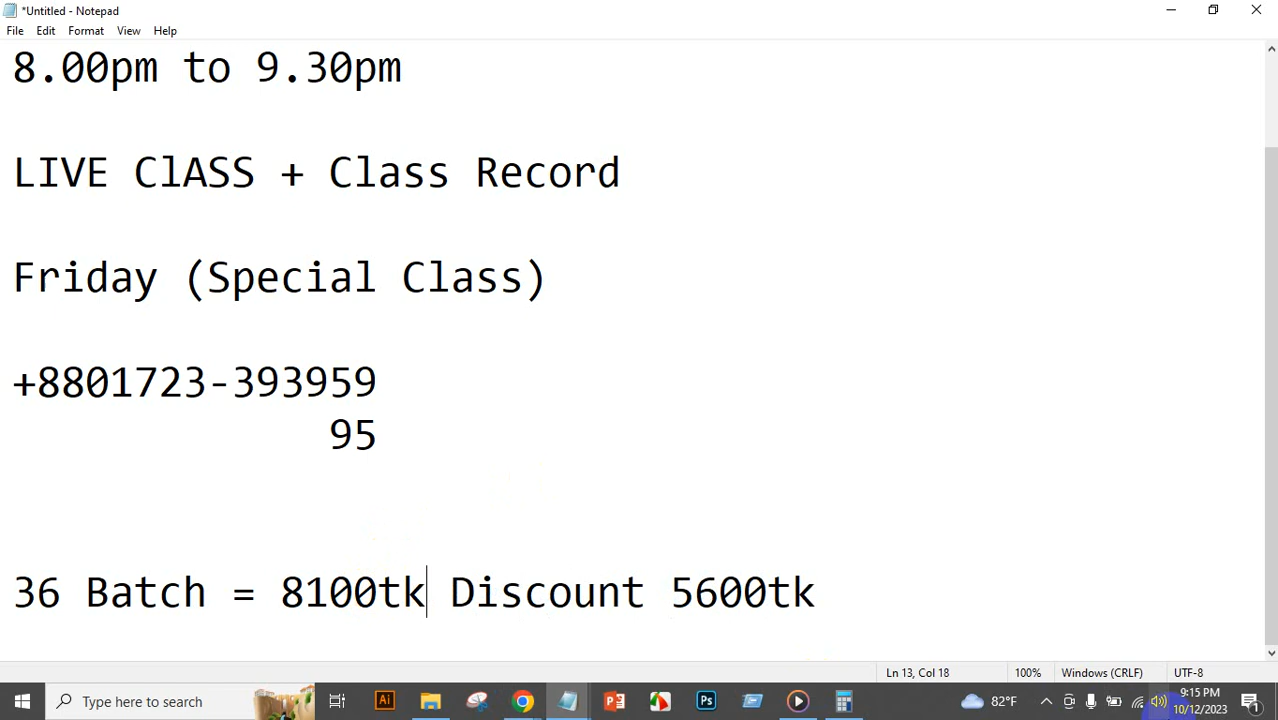 *Untitled - Notepad
File Edit Format View Help
8.00pm to 9.30pm
LIVE ClASS + Class Record
Friday (Special Class)
+8801723-393959
95
36 Batch = 8100tk Discount 5600tk
Ln 13, Col 18 100% Windows (CRLF) UTF-8
Type here to search Ai Ps 82°F 9:15 PM
10/12/2023